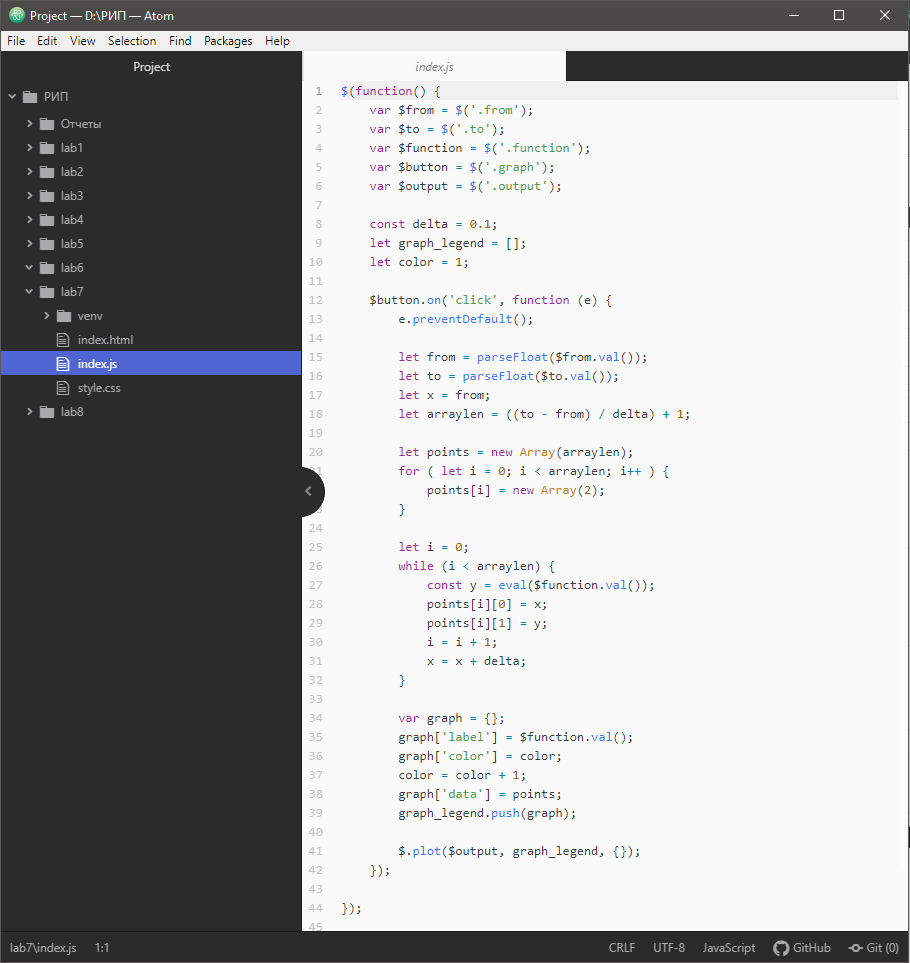 Project — D:\РИП — Atom
File Edit View Selection Find Packages Help
Project
РИП
Отчеты
lab1
lab2
lab3
lab4
lab5
lab6
lab7
venv
index.html
index.js
style.css
lab8
index.js
1 $(function() {
2     var $from = $('.from');
3     var $to = $('.to');
4     var $function = $('.function');
5     var $button = $('.graph');
6     var $output = $('.output');
7
8     const delta = 0.1;
9     let graph_legend = [];
10     let color = 1;
11
12     $button.on('click', function (e) {
13         e.preventDefault();
14
15         let from = parseFloat($from.val());
16         let to = parseFloat($to.val());
17         let x = from;
18         let arraylen = ((to - from) / delta) + 1;
19
20         let points = new Array(arraylen);
21         for ( let i = 0; i < arraylen; i++ ) {
            points[i] = new Array(2);
        }
24
25         let i = 0;
26         while (i < arraylen) {
27             const y = eval($function.val());
28             points[i][0] = x;
29             points[i][1] = y;
30             i = i + 1;
31             x = x + delta;
32         }
33
34         var graph = {};
35         graph['label'] = $function.val();
36         graph['color'] = color;
37         color = color + 1;
38         graph['data'] = points;
39         graph_legend.push(graph);
40
41         $.plot($output, graph_legend, {});
42     });
43
44 });
45
lab7\index.js 1:1 CRLF UTF-8 JavaScript GitHub Git (0)